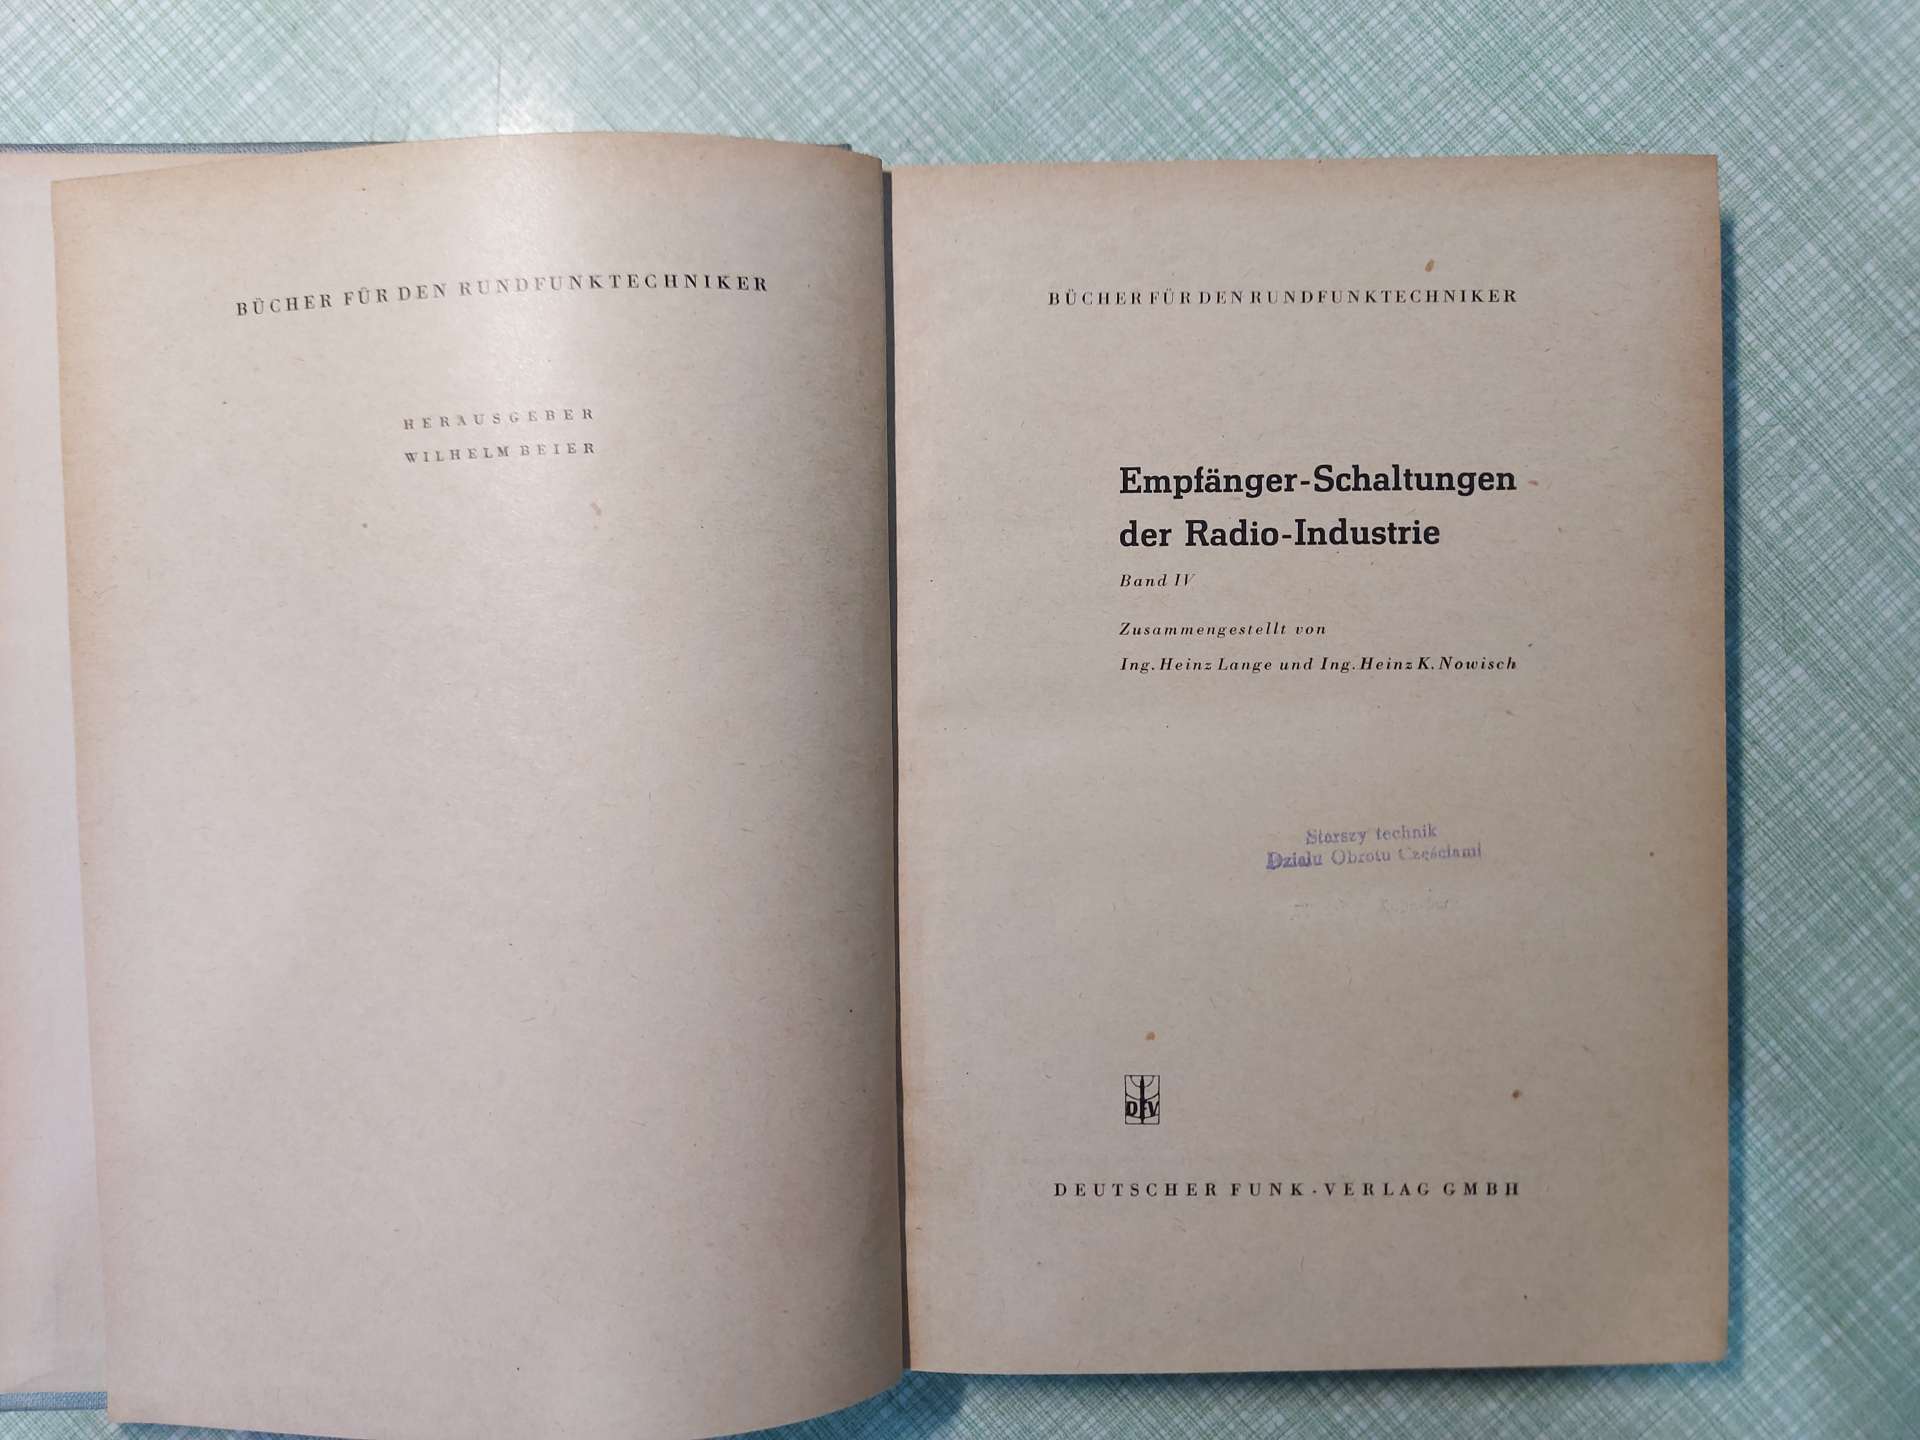 BÜCHER FÜR DEN RUNDFUNKTECHNIKER
HERAUSGEBER
WILHELM BEIER
BÜCHER FÜR DEN RUNDFUNKTECHNIKER
Empfänger-Schaltungen
der Radio-Industrie
Band IV
Zusammengestellt von
Ing. Heinz Lange und Ing. Heinz K. Nowisch
Starszy technik
Działu Obrotu Częściami
DFV
DEUTSCHER FUNK-VERLAG GMBH